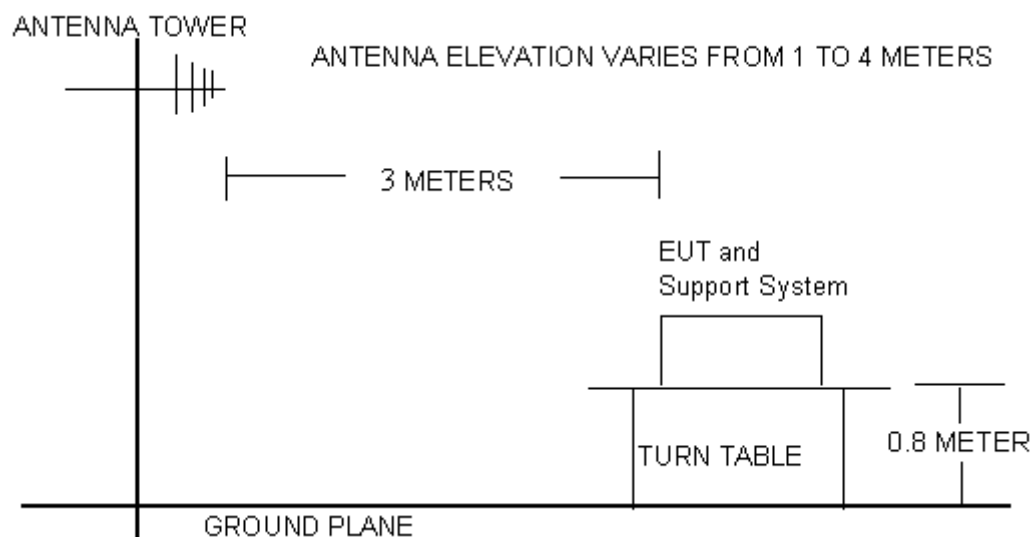 ANTENNA TOWER
ANTENNA ELEVATION VARIES FROM 1 TO 4 METERS
3 METERS
EUT and
Support System
0.8 METER
TURN TABLE
GROUND PLANE